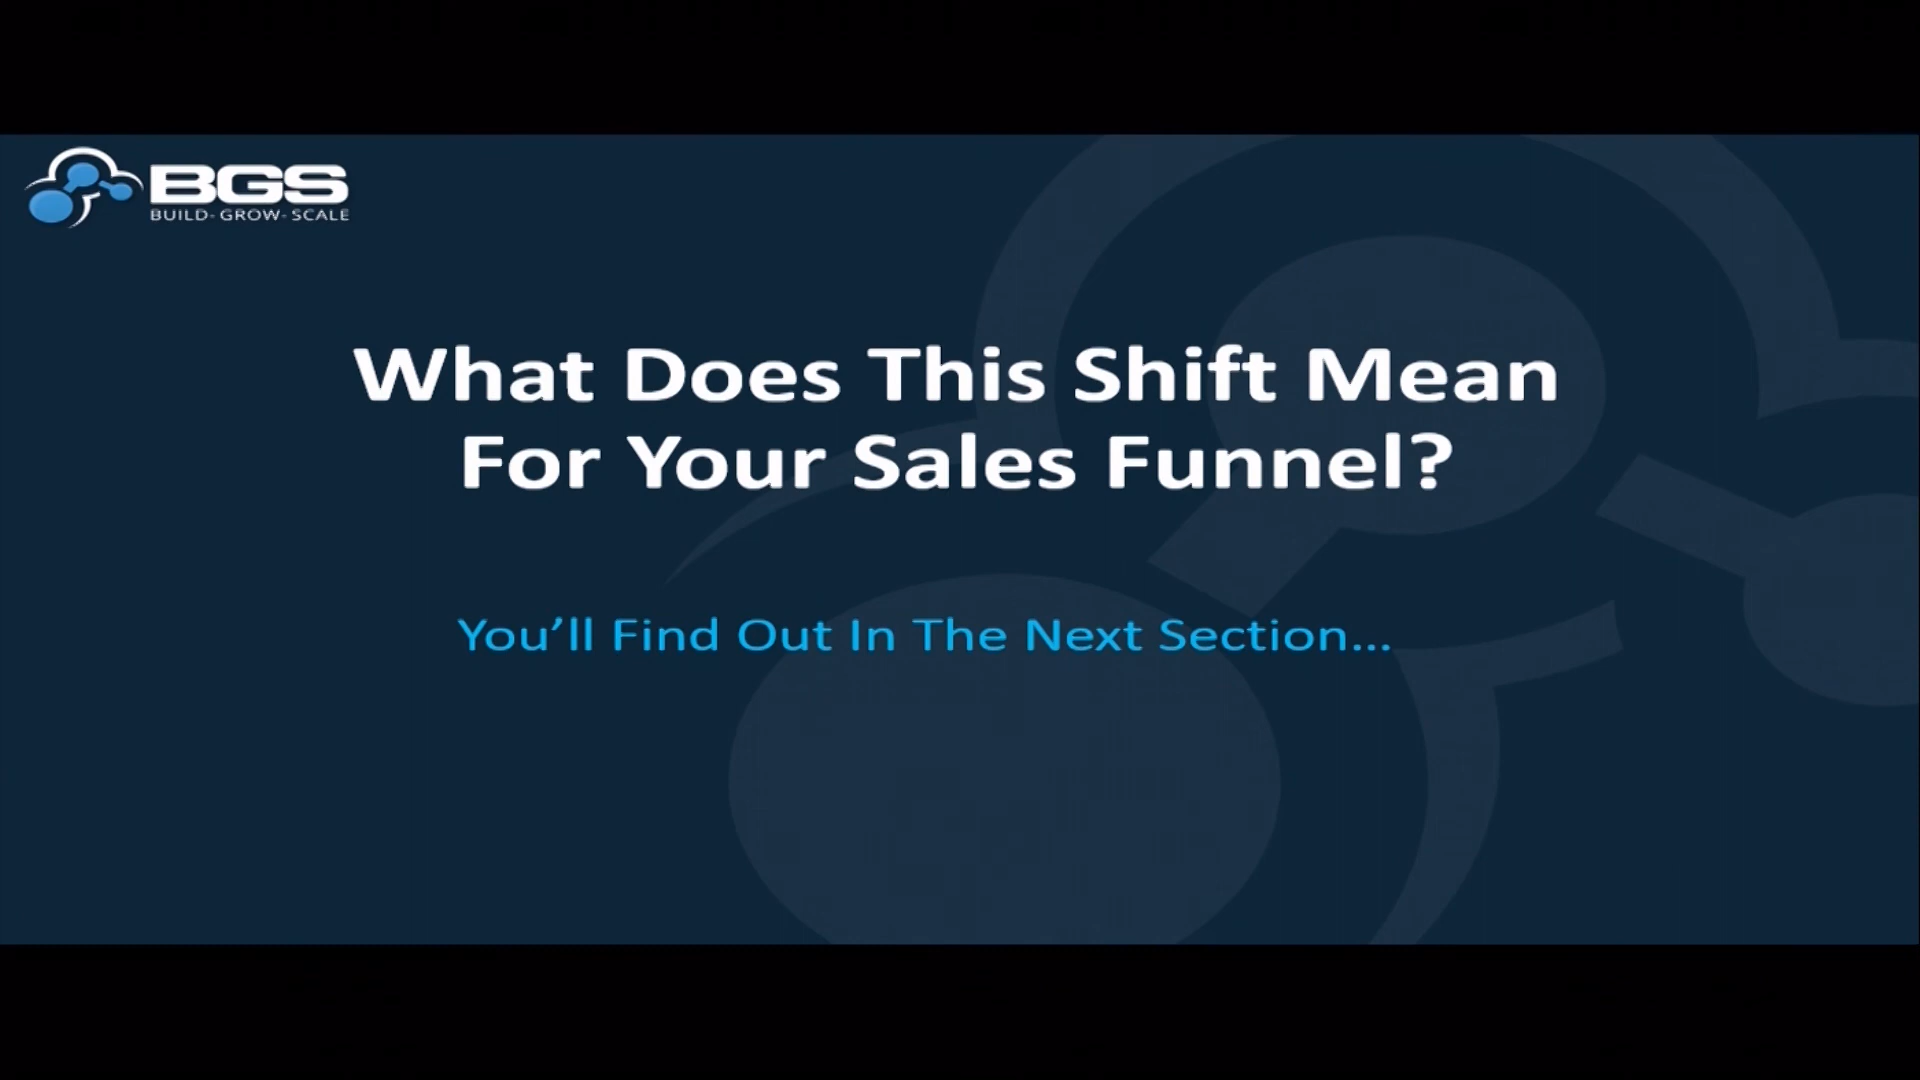 BGS
BUILD- GROW- SCALE
What Does This Shift Mean
For Your Sales Funnel?
You’ll Find Out In The Next Section...